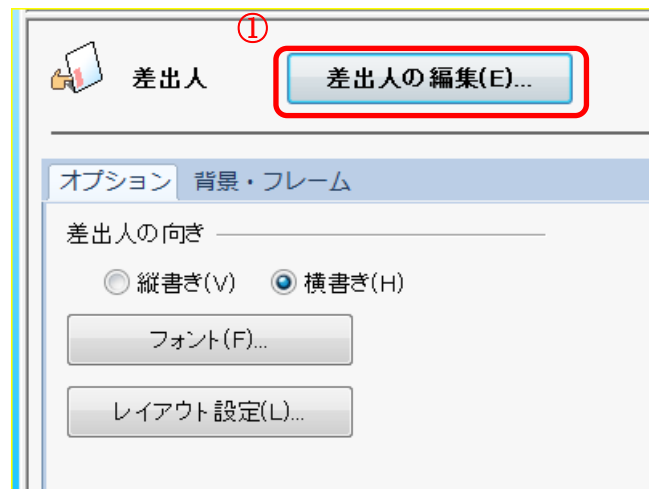 ①
差出人 差出人の編集(E)...
オプション 背景・フレーム
差出人の向き
縦書き(V) 横書き(H)
フォント(F)...
レイアウト設定(L)...